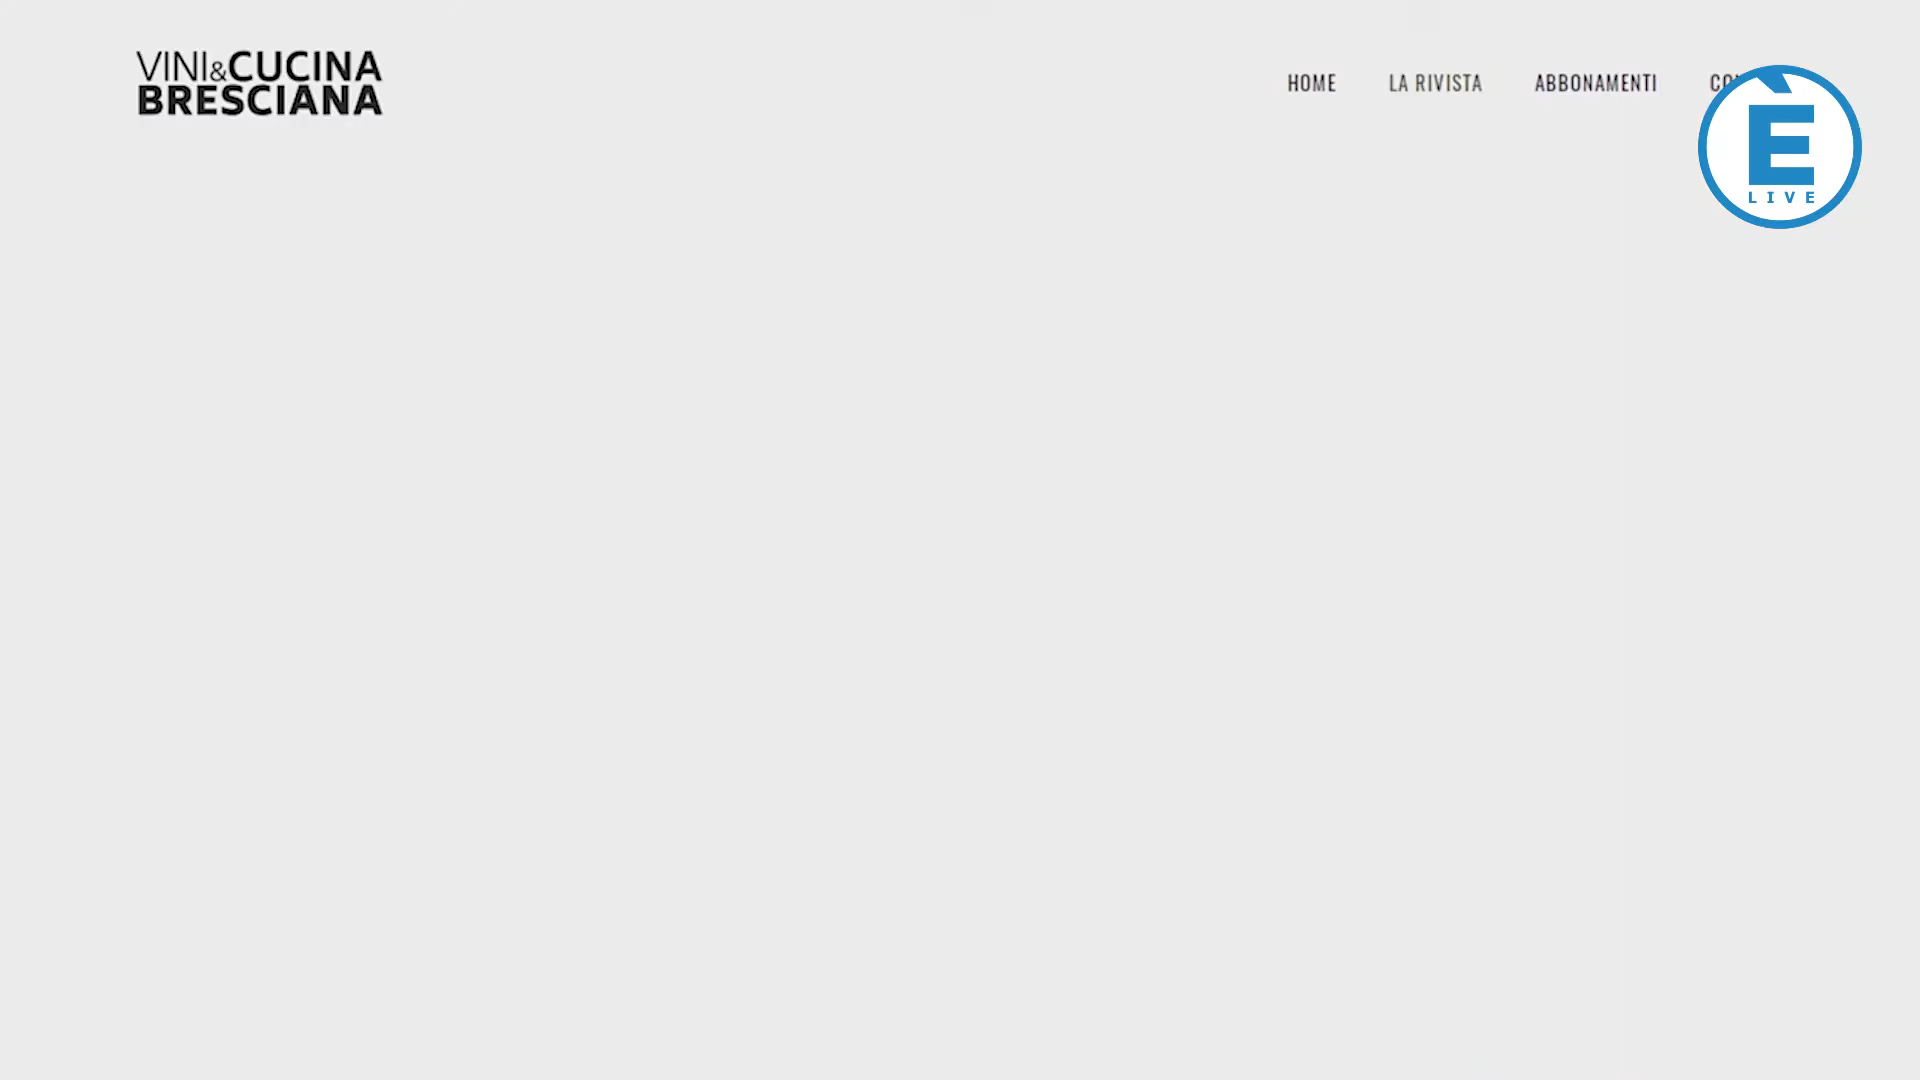 VINI&CUCINA
BRESCIANA
HOME
LA RIVISTA
ABBONAMENTI
È
LIVE